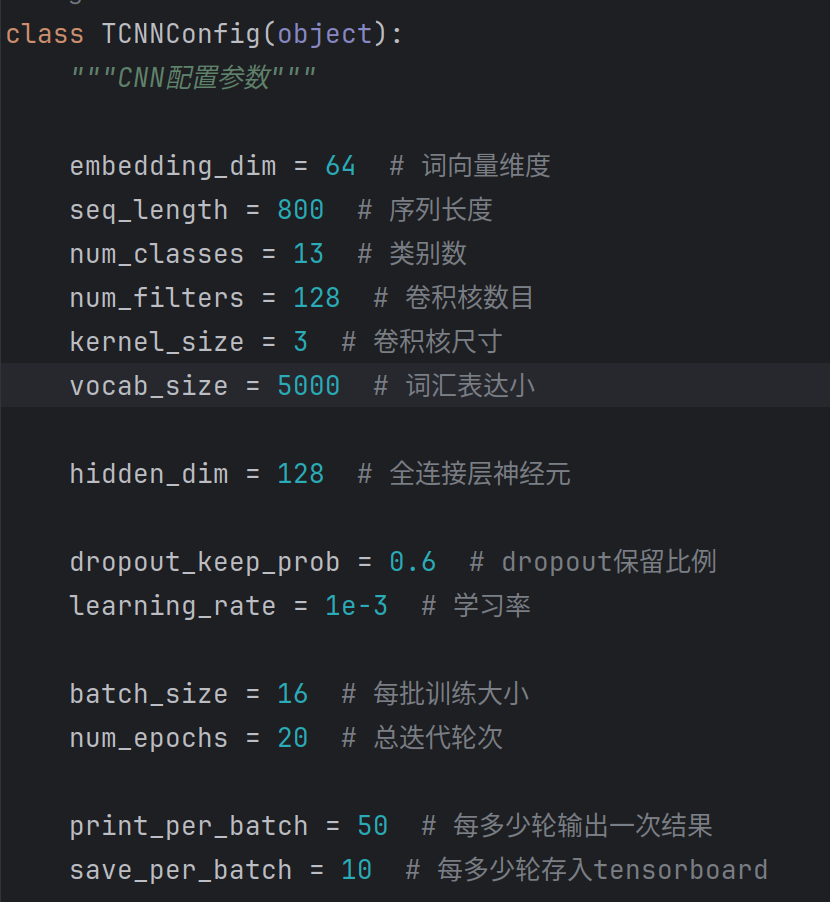 class TCNNConfig(object):
"""CNN配置参数"""
embedding_dim = 64  # 词向量维度
seq_length = 800  # 序列长度
num_classes = 13  # 类别数
num_filters = 128  # 卷积核数目
kernel_size = 3  # 卷积核尺寸
vocab_size = 5000  # 词汇表达小
hidden_dim = 128  # 全连接层神经元
dropout_keep_prob = 0.6  # dropout保留比例
learning_rate = 1e-3  # 学习率
batch_size = 16  # 每批训练大小
num_epochs = 20  # 总迭代轮次
print_per_batch = 50  # 每多少轮输出一次结果
save_per_batch = 10  # 每多少轮存入tensorboard